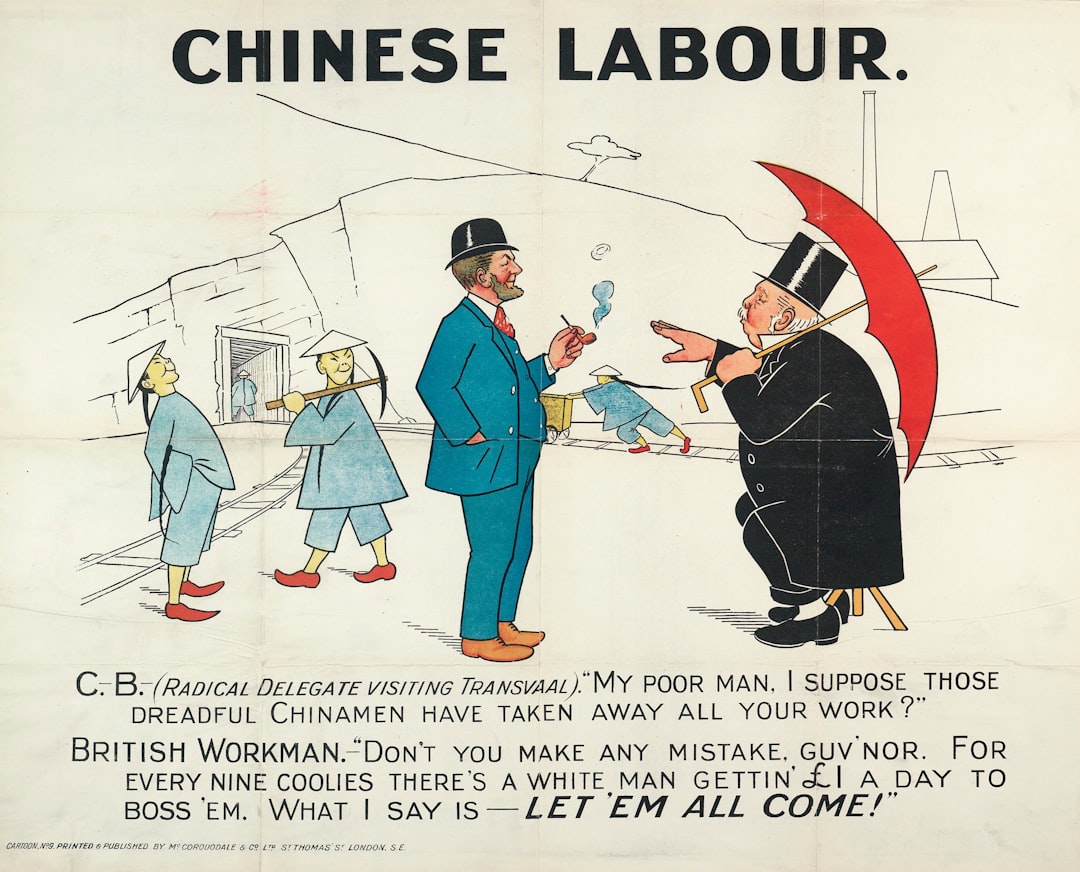 CHINESE LABOUR.
C.-B.-(RADICAL DELEGATE VISITING TRANSVAAL).“MY POOR MAN, I SUPPOSE THOSE
DREADFUL CHINAMEN HAVE TAKEN AWAY ALL YOUR WORK?”
BRITISH WORKMAN.-“DON'T YOU MAKE ANY MISTAKE, GUV'NOR. FOR
EVERY NINE COOLIES THERE'S A WHITE MAN GETTIN' £1 A DAY TO
BOSS 'EM. WHAT I SAY IS — LET 'EM ALL COME!”
CARTOON, Nº9. PRINTED & PUBLISHED BY Mc CORQUODALE & Cº LTD ST THOMAS' ST LONDON, S.E.